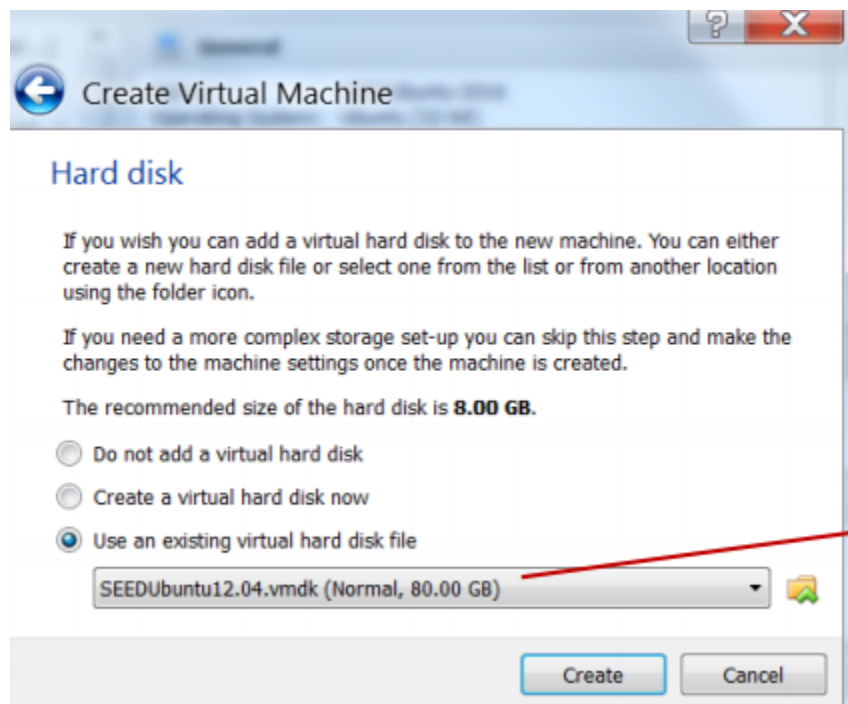 General
?
X
Create Virtual Machine
Hard disk
If you wish you can add a virtual hard disk to the new machine. You can either
create a new hard disk file or select one from the list or from another location
using the folder icon.
If you need a more complex storage set-up you can skip this step and make the
changes to the machine settings once the machine is created.
The recommended size of the hard disk is 8.00 GB.
Do not add a virtual hard disk
Create a virtual hard disk now
Use an existing virtual hard disk file
SEEDUbuntu12.04.vmdk (Normal, 80.00 GB)
Create
Cancel